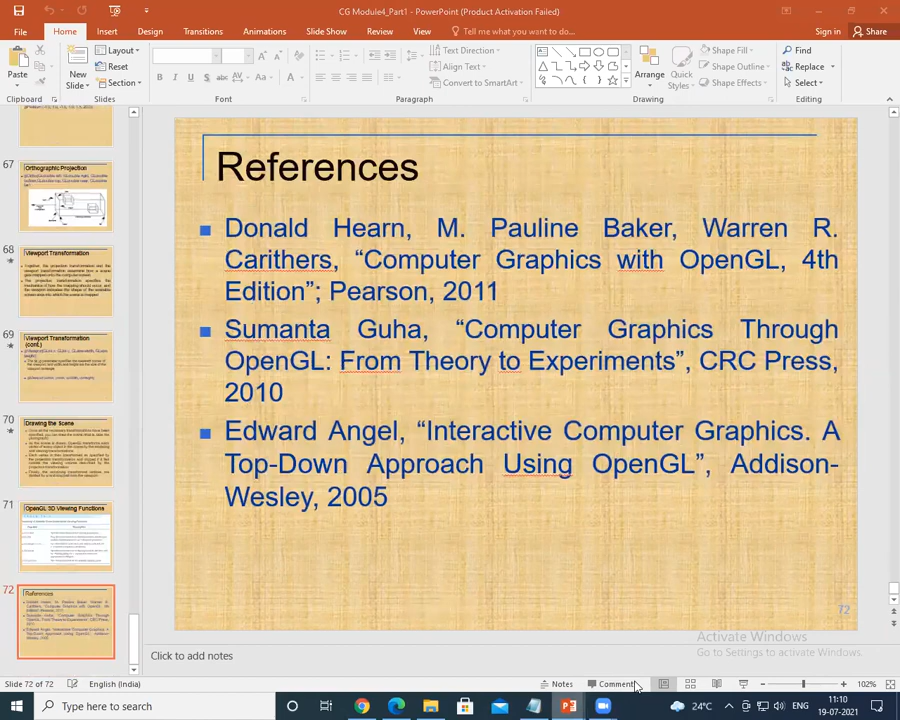 CG Module4_Part1 - PowerPoint (Product Activation Failed)
File Home Insert Design Transitions Animations Slide Show Review View Tell me what you want to do... Sign in Share
Paste
New Slide
Layout
Reset
Section
Text Direction
Align Text
Convert to SmartArt
Arrange
Quick Styles
Shape Fill
Shape Outline
Shape Effects
Find
Replace
Select
Clipboard Slides Font Paragraph Drawing Editing
67
Orthographic Projection
68
Viewport Transformation
69
Viewport Transformation
(cont.)
70
Drawing the Scene
71
OpenGL 3D Viewing Functions
72
References
References
Donald Hearn, M. Pauline Baker, Warren R.
Carithers, “Computer Graphics with OpenGL, 4th
Edition”; Pearson, 2011
Sumanta Guha, “Computer Graphics Through
OpenGL: From Theory to Experiments”, CRC Press,
2010
Edward Angel, “Interactive Computer Graphics. A
Top-Down Approach Using OpenGL”, Addison-
Wesley, 2005
72
Activate Windows
Go to Settings to activate Windows.
Click to add notes
Slide 72 of 72 English (India) Notes Comments 102%
Type here to search
24°C
11:10
19-07-2021